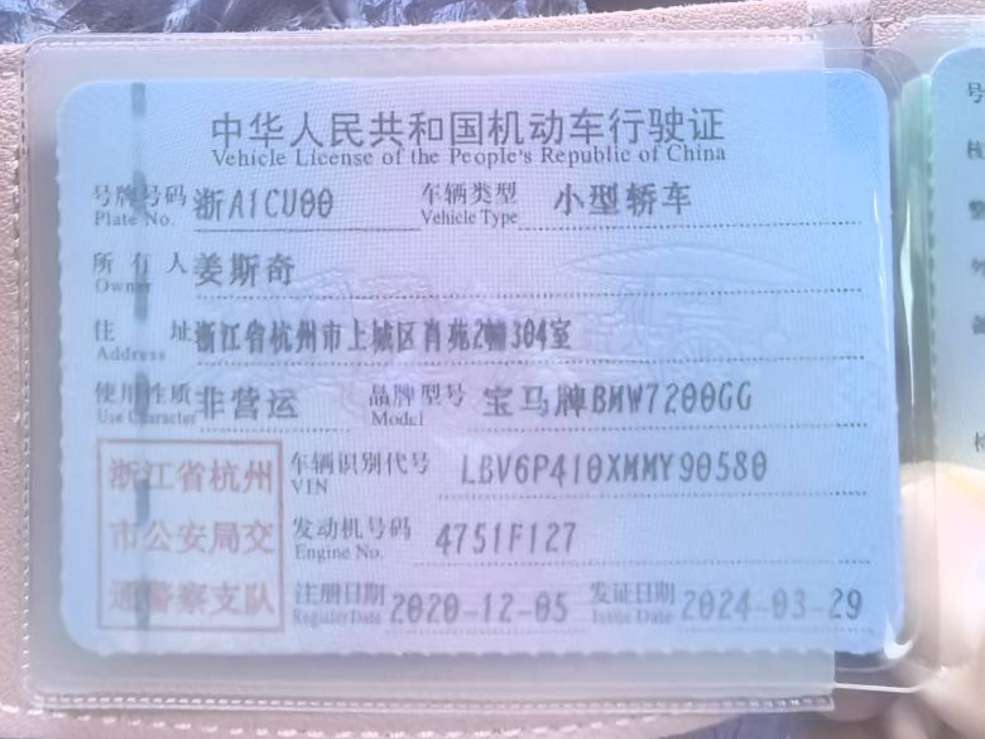 中华人民共和国机动车行驶证
Vehicle License of the People's Republic of China
号牌号码 浙A1CU00 车辆类型 小型轿车
Plate No. Vehicle Type
所有人 姜斯奇
Owner
住址 浙江省杭州市上城区肖苑2幢304室
Address
使用性质 非营运 品牌型号 宝马牌BMW7200GG
Use Character Model
车辆识别代号 LBV6P410XMMY90580
VIN
发动机号码 4751F127
Engine No.
注册日期 2020-12-05 发证日期 2024-03-29
Register Date Issue Date
浙江省杭州
市公安局交
通警察支队
号